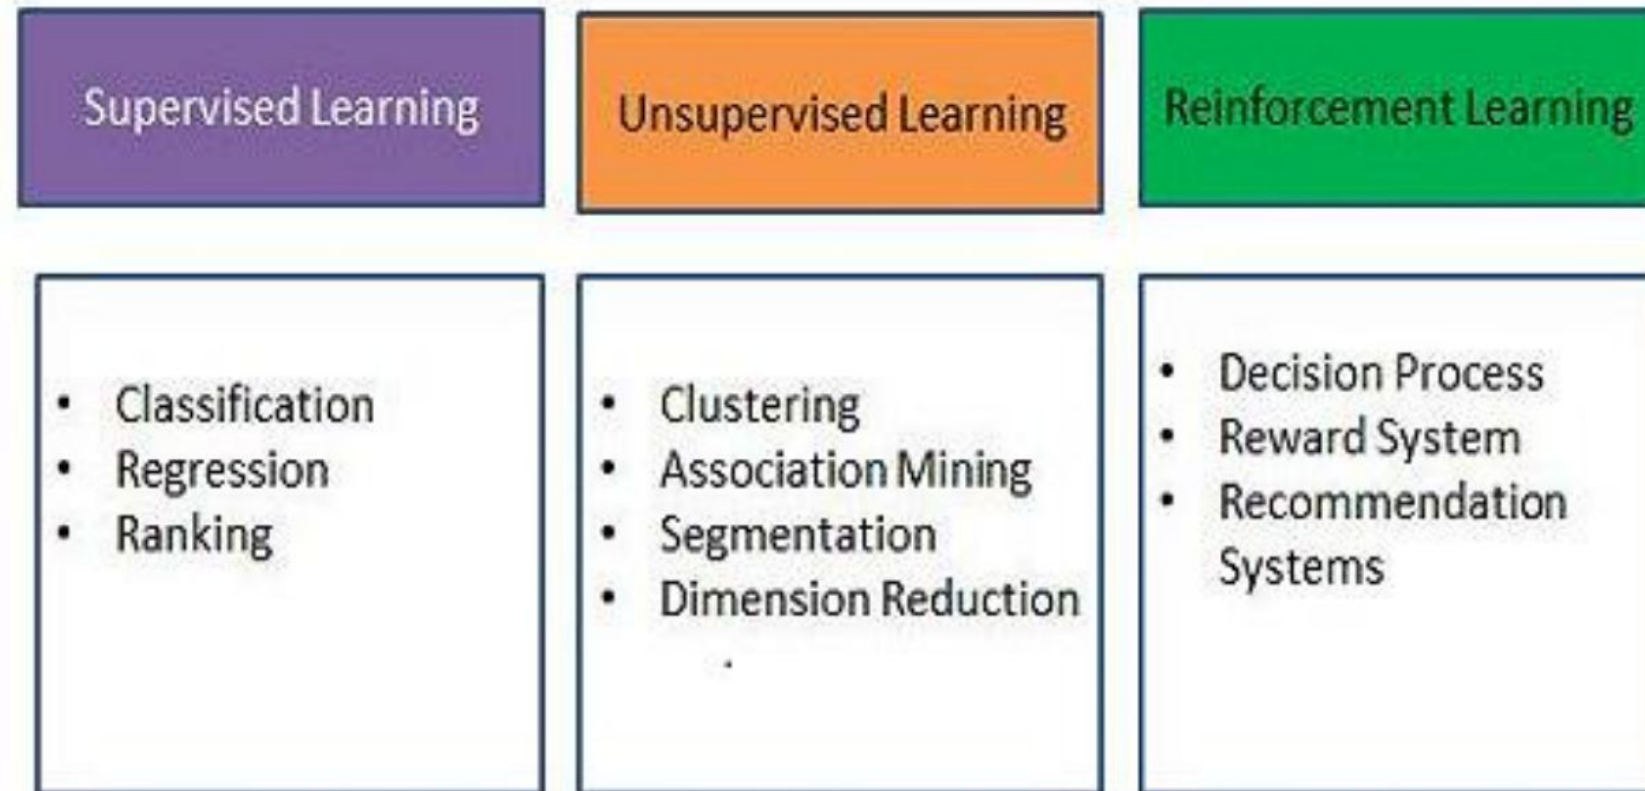 Supervised Learning
Unsupervised Learning
Reinforcement Learning
• Classification
• Regression
• Ranking
• Clustering
• Association Mining
• Segmentation
• Dimension Reduction
• Decision Process
• Reward System
• Recommendation
Systems